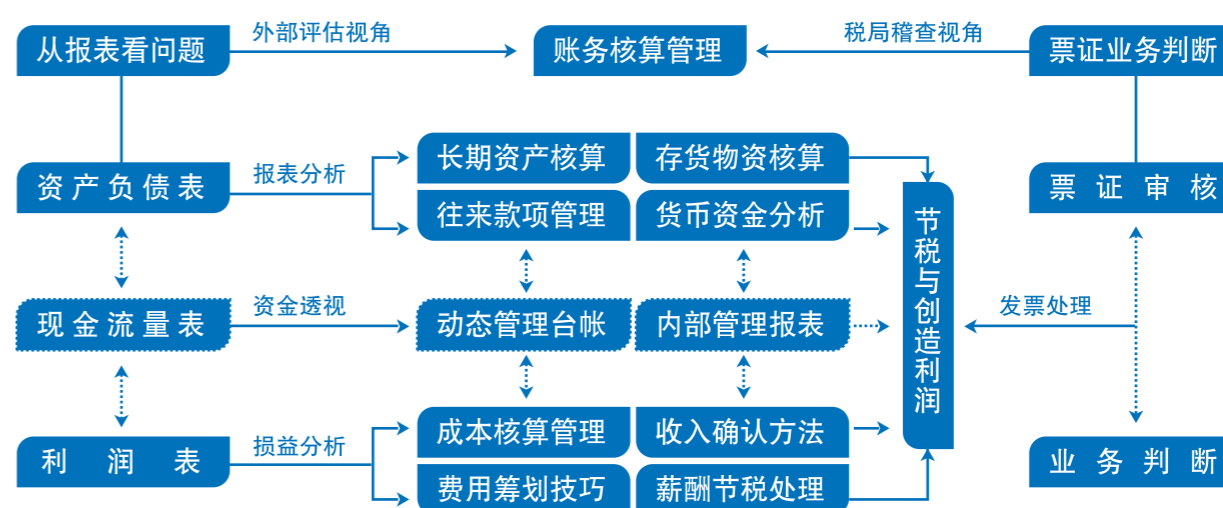 从报表看问题
外部评估视角
账务核算管理
税局稽查视角
票证业务判断
资产负债表
报表分析
长期资产核算
存货物资核算
往来款项管理
货币资金分析
节税与创造利润
票证审核
现金流量表
资金透视
动态管理台帐
内部管理报表
发票处理
利润表
损益分析
成本核算管理
收入确认方法
费用筹划技巧
薪酬节税处理
业务判断